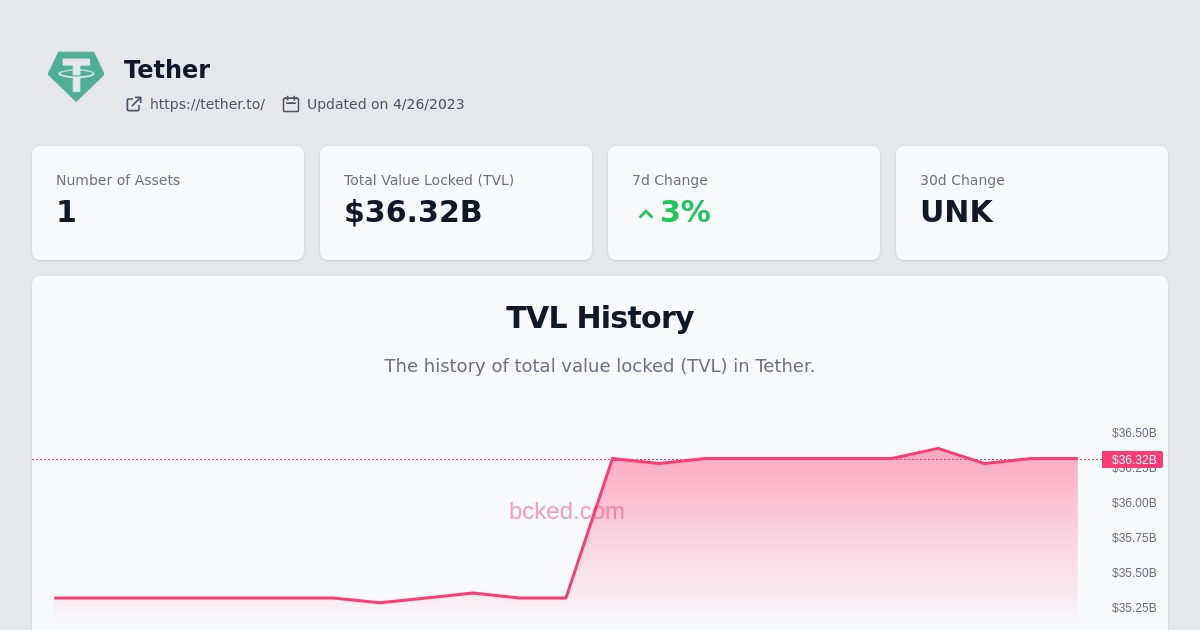 Tether
https://tether.to/ Updated on 4/26/2023
Number of Assets
1
Total Value Locked (TVL)
$36.32B
7d Change
3%
30d Change
UNK
TVL History
The history of total value locked (TVL) in Tether.
$36.50B
$36.32B
$36.25B
$36.00B
bcked.com
$35.75B
$35.50B
$35.25B